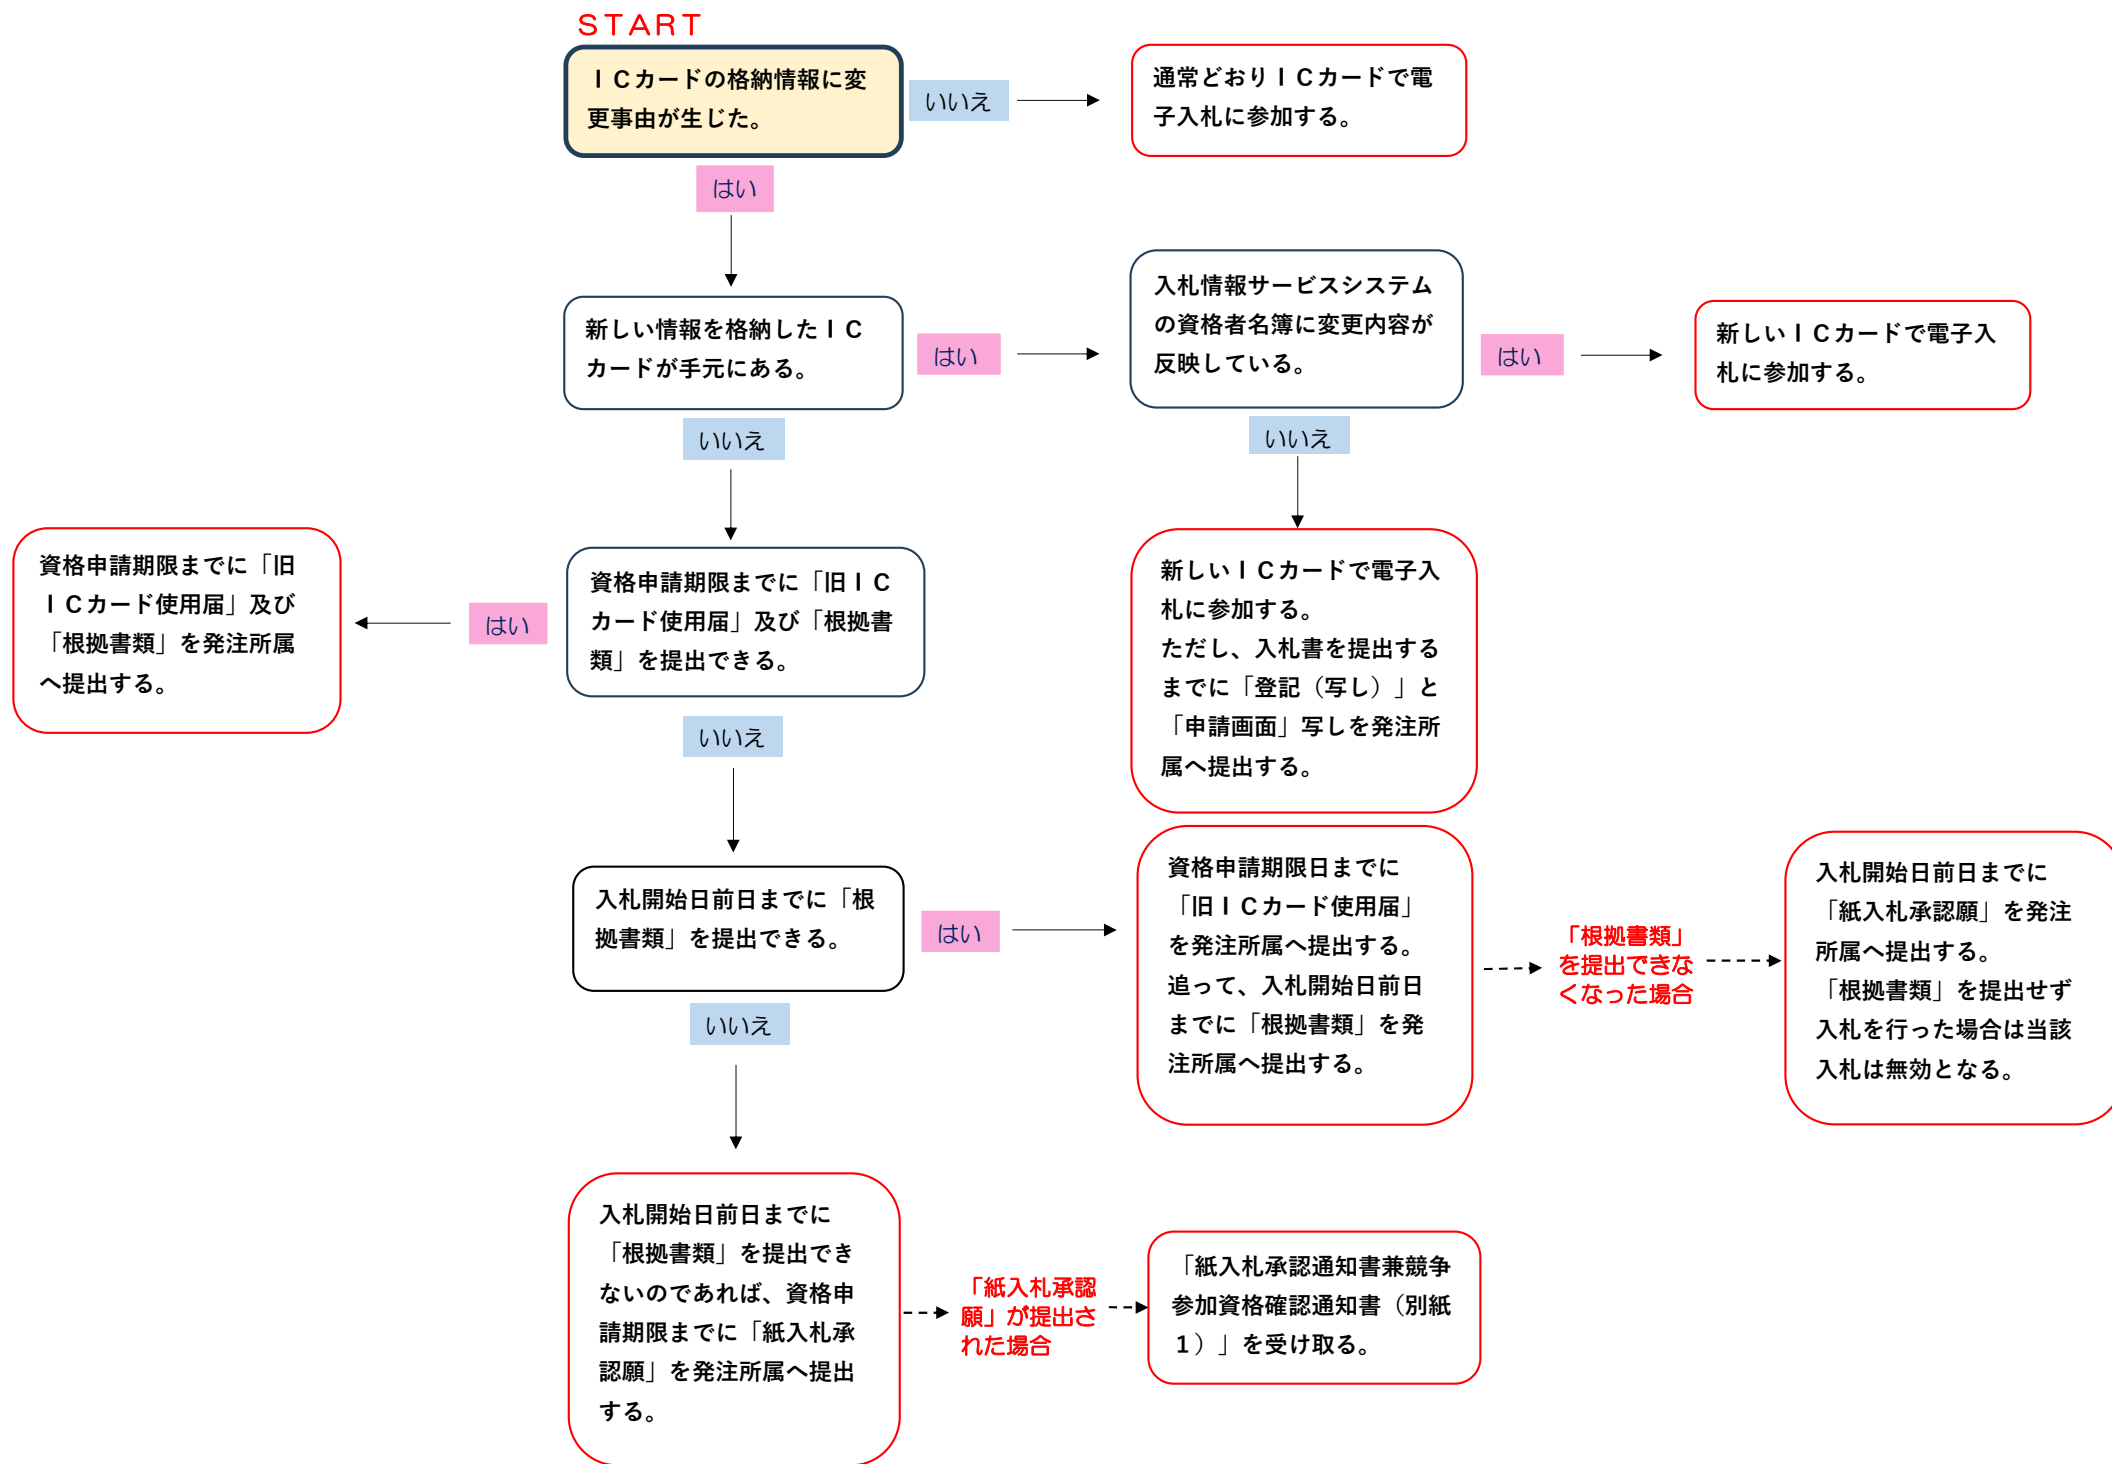 ＳＴＡＲＴ
ＩＣカードの格納情報に変
更事由が生じた。
いいえ
通常どおりＩＣカードで電
子入札に参加する。
はい
新しい情報を格納したＩＣ
カードが手元にある。
はい
入札情報サービスシステム
の資格者名簿に変更内容が
反映している。
はい
新しいＩＣカードで電子入
札に参加する。
いいえ
いいえ
資格申請期限までに「旧
ＩＣカード使用届」及び
「根拠書類」を発注所属
へ提出する。
はい
資格申請期限までに「旧ＩＣ
カード使用届」及び「根拠書
類」を提出できる。
新しいＩＣカードで電子入
札に参加する。
ただし、入札書を提出する
までに「登記（写し）」と
「申請画面」写しを発注所
属へ提出する。
いいえ
入札開始日前日までに「根
拠書類」を提出できる。
はい
資格申請期限日までに
「旧ＩＣカード使用届」
を発注所属へ提出する。
追って、入札開始日前日
までに「根拠書類」を発
注所属へ提出する。
「根拠書類」
を提出できな
くなった場合
入札開始日前日までに
「紙入札承認願」を発注
所属へ提出する。
「根拠書類」を提出せず
入札を行った場合は当該
入札は無効となる。
いいえ
入札開始日前日までに
「根拠書類」を提出でき
ないのであれば、資格申
請期限までに「紙入札承
認願」を発注所属へ提出
する。
「紙入札承認
願」が提出さ
れた場合
「紙入札承認通知書兼競争
参加資格確認通知書（別紙
１）」を受け取る。